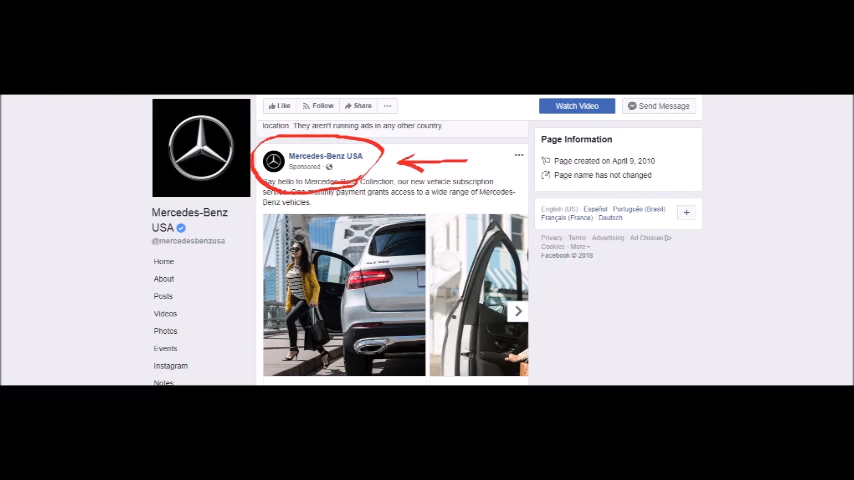 Like
Follow
Share
Watch Video
Send Message
location. They aren't running ads in any other country
Mercedes-Benz USA
Sponsored
Say hello to Mercedes-Benz Collection, our new vehicle subscription
service. One monthly payment grants access to a wide range of Mercedes-
Benz vehicles.
Mercedes-Benz
USA
@mercedesbenzusa
Home
About
Posts
Videos
Photos
Events
Instagram
Notes
Page Information
Page created on April 9, 2010
Page name has not changed
English (US) · Español · Português (Brasil) ·
Français (France) · Deutsch
Privacy · Terms · Advertising · Ad Choices
Cookies · More
Facebook © 2018